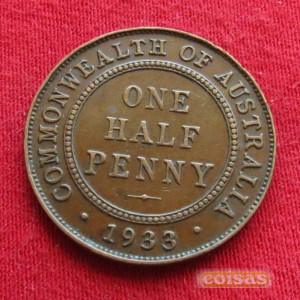 COMMONWEALTH OF AUSTRALIA
ONE
HALF
PENNY
· 1933 ·
coisas